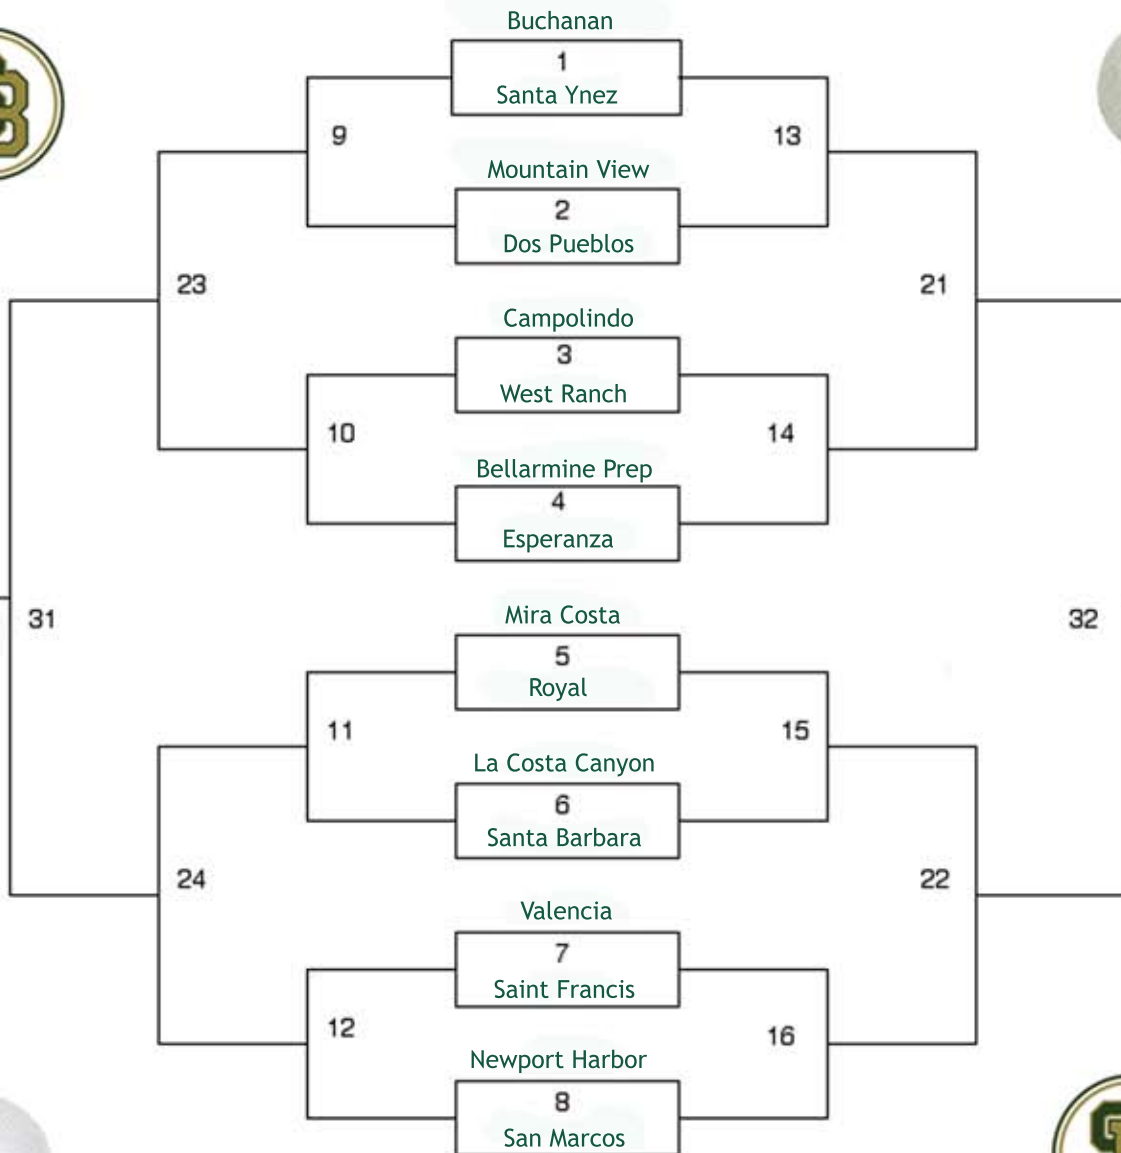 Buchanan
1
Santa Ynez
9
13
Mountain View
2
Dos Pueblos
23
21
Campolindo
3
West Ranch
10
14
Bellarmine Prep
4
Esperanza
31
32
Mira Costa
5
Royal
11
15
La Costa Canyon
6
Santa Barbara
24
22
Valencia
7
Saint Francis
12
16
Newport Harbor
8
San Marcos